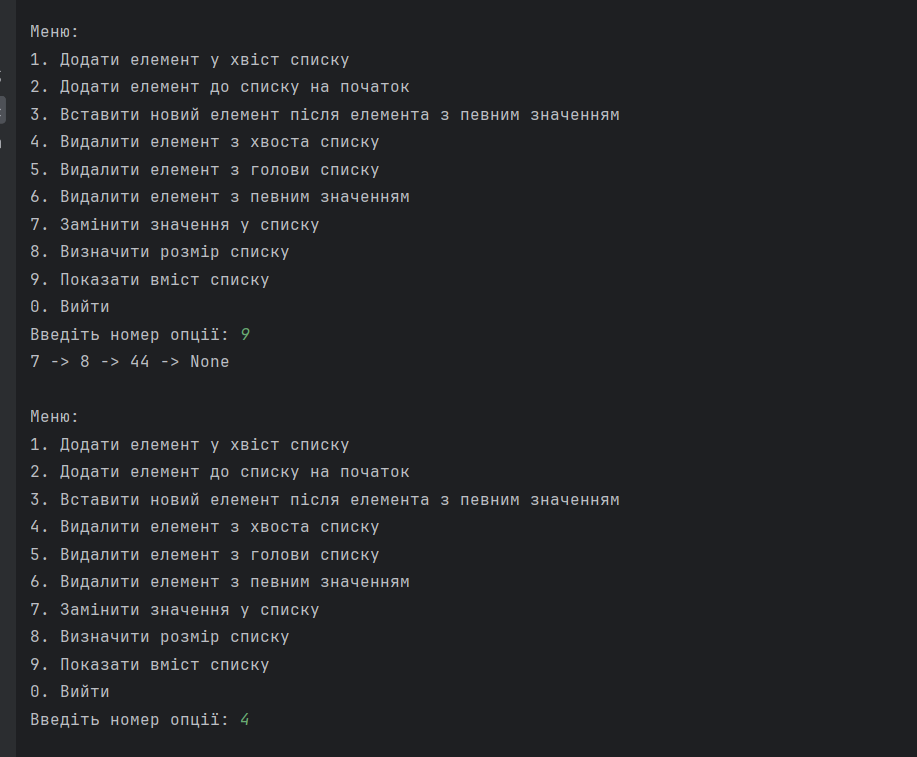 Меню:
1. Додати елемент у хвіст списку
2. Додати елемент до списку на початок
3. Вставити новий елемент після елемента з певним значенням
4. Видалити елемент з хвоста списку
5. Видалити елемент з голови списку
6. Видалити елемент з певним значенням
7. Замінити значення у списку
8. Визначити розмір списку
9. Показати вміст списку
0. Вийти
Введіть номер опції: 9
7 -> 8 -> 44 -> None
Меню:
1. Додати елемент у хвіст списку
2. Додати елемент до списку на початок
3. Вставити новий елемент після елемента з певним значенням
4. Видалити елемент з хвоста списку
5. Видалити елемент з голови списку
6. Видалити елемент з певним значенням
7. Замінити значення у списку
8. Визначити розмір списку
9. Показати вміст списку
0. Вийти
Введіть номер опції: 4